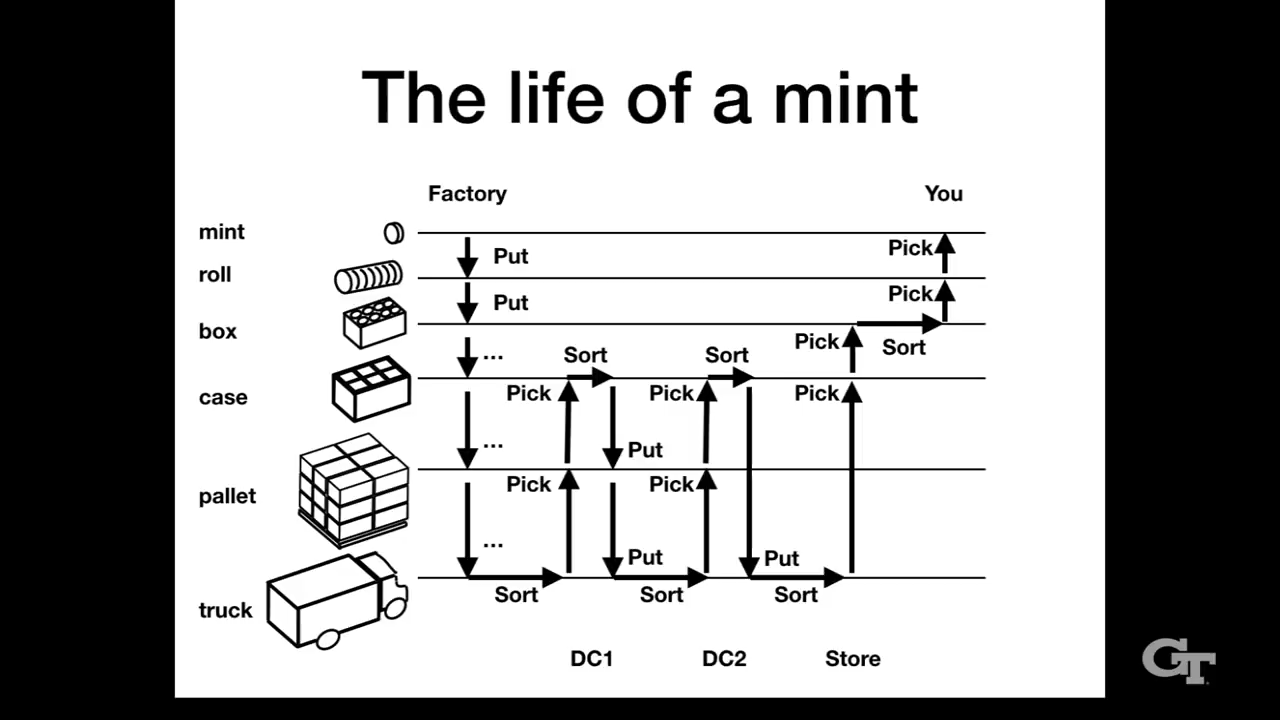 The life of a mint
Factory
You
mint
Put
Pick
roll
Put
Pick
box
...
Sort
Sort
Pick
Sort
case
Pick
Pick
Pick
...
Put
pallet
Pick
Pick
...
Put
Put
truck
Sort
Sort
Sort
DC1
DC2
Store
GT